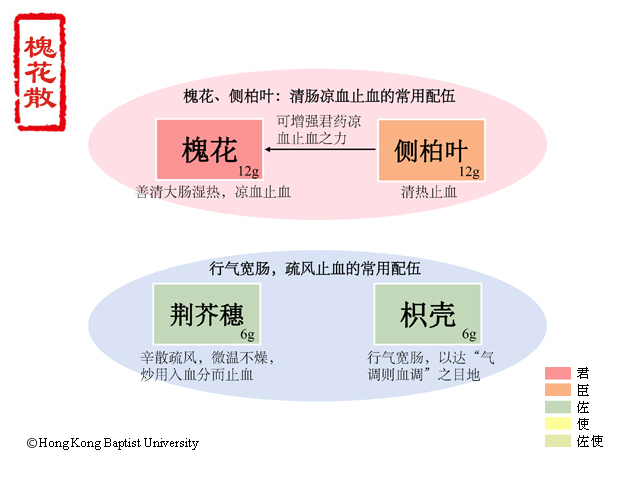 槐花散
槐花、侧柏叶：清肠凉血止血的常用配伍
可增强君药凉
血止血之力
槐花
12g
侧柏叶
12g
善清大肠湿热，凉血止血
清热止血
行气宽肠，疏风止血的常用配伍
荆芥穗
6g
枳壳
6g
辛散疏风，微温不燥，
炒用入血分而止血
行气宽肠，以达“气
调则血调”之目地
君
臣
佐
使
佐使
©Hong Kong Baptist University